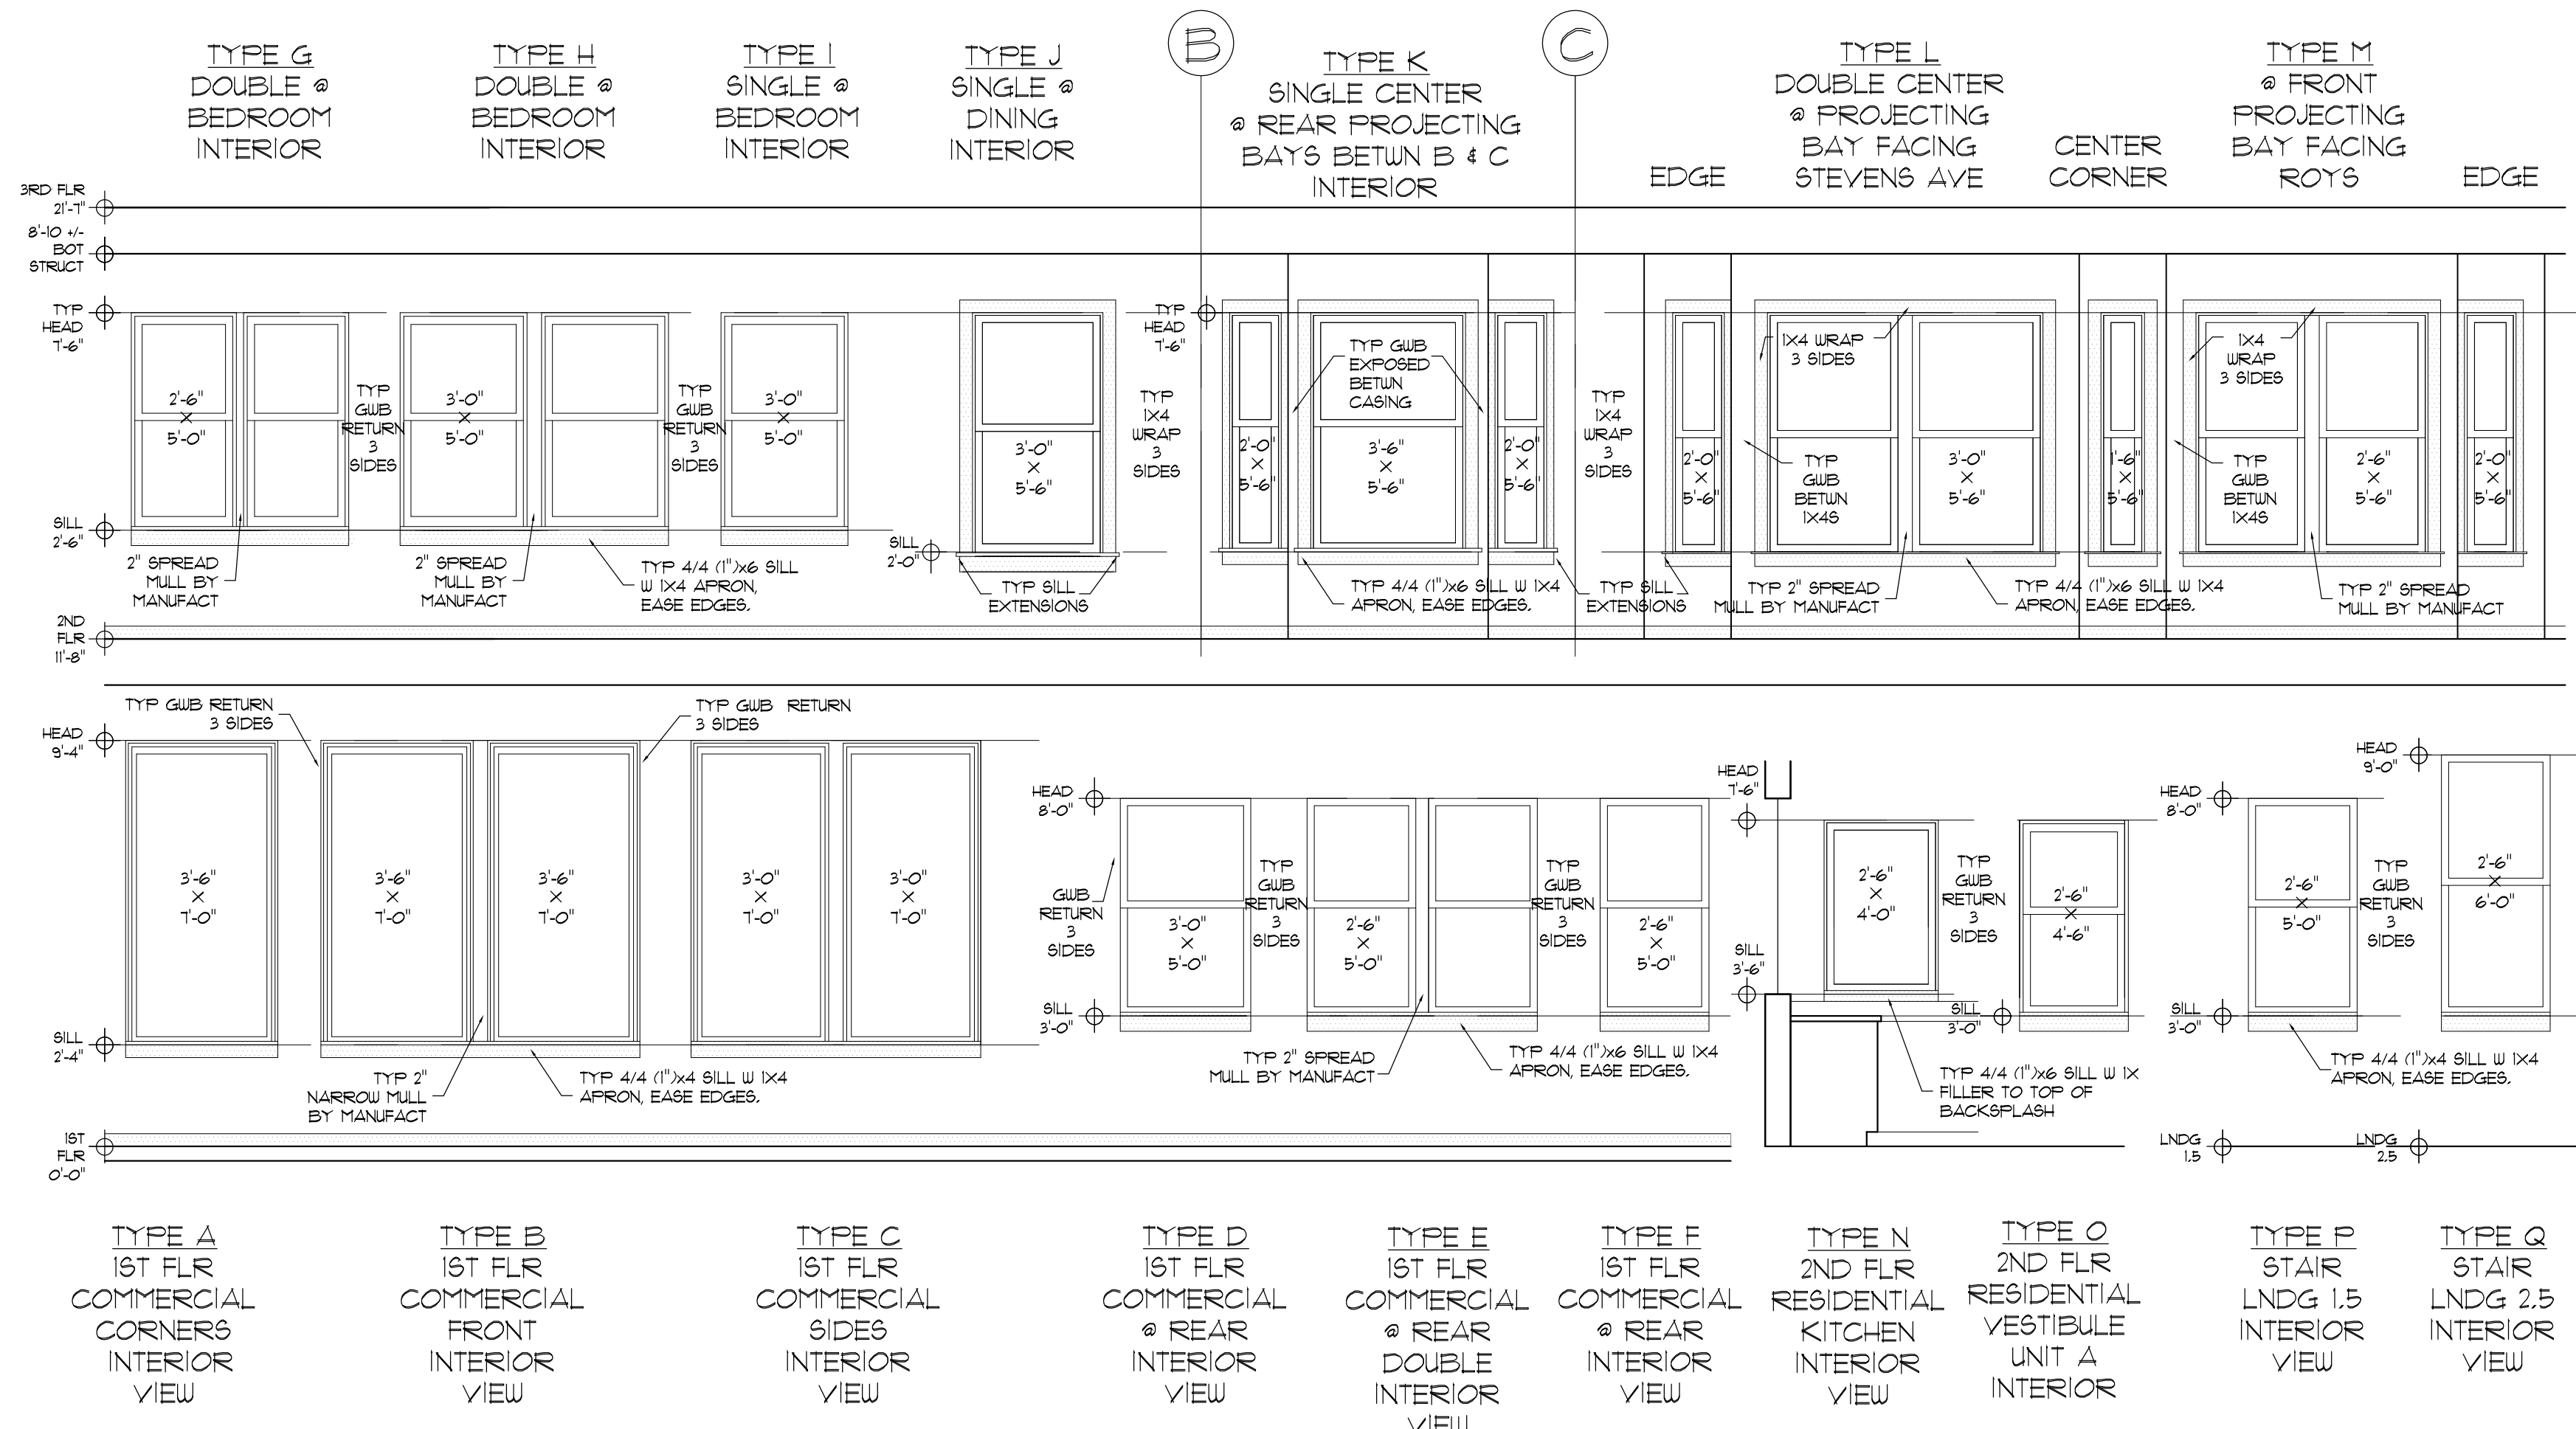 B
C
TYPE G
DOUBLE @
BEDROOM
INTERIOR
TYPE H
DOUBLE @
BEDROOM
INTERIOR
TYPE I
SINGLE @
BEDROOM
INTERIOR
TYPE J
SINGLE @
DINING
INTERIOR
TYPE K
SINGLE CENTER
@ REAR PROJECTING
BAYS BETWN B & C
INTERIOR
EDGE
TYPE L
DOUBLE CENTER
@ PROJECTING
BAY FACING
STEVENS AVE
CENTER
CORNER
TYPE M
@ FRONT
PROJECTING
BAY FACING
ROYS
EDGE
3RD FLR
21'-7"
8'-10 +/-
BOT
STRUCT
TYP
HEAD
7'-6"
2'-6"
X
5'-0"
TYP
GWB
RETURN
3
SIDES
3'-0"
X
5'-0"
TYP
GWB
RETURN
3
SIDES
3'-0"
X
5'-0"
3'-0"
X
5'-6"
TYP
HEAD
7'-6"
TYP
1X4
WRAP
3
SIDES
2'-0"
X
5'-6"
TYP GWB
EXPOSED
BETWN
CASING
3'-6"
X
5'-6"
2'-0"
X
5'-6"
TYP
1X4
WRAP
3
SIDES
2'-0"
X
5'-6"
1X4 WRAP
3 SIDES
TYP
GWB
BETWN
1X4S
3'-0"
X
5'-6"
1'-6"
X
5'-6"
1X4
WRAP
3 SIDES
TYP
GWB
BETWN
1X4S
2'-6"
X
5'-6"
2'-0"
X
5'-6"
SILL
2'-6"
2" SPREAD
MULL BY
MANUFACT
2" SPREAD
MULL BY
MANUFACT
TYP 4/4 (1")x6 SILL
W 1X4 APRON,
EASE EDGES.
SILL
2'-0"
TYP SILL
EXTENSIONS
TYP 4/4 (1")x6 SILL W 1X4
APRON, EASE EDGES.
TYP SILL
EXTENSIONS
TYP 2" SPREAD
MULL BY MANUFACT
TYP 4/4 (1")x6 SILL W 1X4
APRON, EASE EDGES.
TYP 2" SPREAD
MULL BY MANUFACT
2ND
FLR
11'-8"
TYP GWB RETURN
3 SIDES
TYP GWB RETURN
3 SIDES
HEAD
9'-4"
3'-6"
X
7'-0"
3'-6"
X
7'-0"
3'-6"
X
7'-0"
3'-0"
X
7'-0"
3'-0"
X
7'-0"
SILL
2'-4"
TYP 2"
NARROW MULL
BY MANUFACT
TYP 4/4 (1")x4 SILL W 1X4
APRON, EASE EDGES.
HEAD
8'-0"
GWB
RETURN
3
SIDES
3'-0"
X
5'-0"
TYP
GWB
RETURN
3
SIDES
2'-6"
X
5'-0"
TYP
GWB
RETURN
3
SIDES
2'-6"
X
5'-0"
SILL
3'-0"
TYP 2" SPREAD
MULL BY MANUFACT
TYP 4/4 (1")x6 SILL W 1X4
APRON, EASE EDGES.
HEAD
7'-6"
2'-6"
X
4'-0"
TYP
GWB
RETURN
3
SIDES
2'-6"
X
4'-6"
SILL
3'-6"
SILL
3'-0"
TYP 4/4 (1")x6 SILL W 1X
FILLER TO TOP OF
BACKSPLASH
HEAD
8'-0"
HEAD
9'-0"
2'-6"
X
5'-0"
TYP
GWB
RETURN
3
SIDES
2'-6"
X
6'-0"
SILL
3'-0"
TYP 4/4 (1")x4 SILL W 1X4
APRON, EASE EDGES.
1ST
FLR
0'-0"
LNDG
1.5
LNDG
2.5
TYPE A
1ST FLR
COMMERCIAL
CORNERS
INTERIOR
VIEW
TYPE B
1ST FLR
COMMERCIAL
FRONT
INTERIOR
VIEW
TYPE C
1ST FLR
COMMERCIAL
SIDES
INTERIOR
VIEW
TYPE D
1ST FLR
COMMERCIAL
@ REAR
INTERIOR
VIEW
TYPE E
1ST FLR
COMMERCIAL
@ REAR
DOUBLE
INTERIOR
VIEW
TYPE F
1ST FLR
COMMERCIAL
@ REAR
INTERIOR
VIEW
TYPE N
2ND FLR
RESIDENTIAL
KITCHEN
INTERIOR
VIEW
TYPE O
2ND FLR
RESIDENTIAL
VESTIBULE
UNIT A
INTERIOR
TYPE P
STAIR
LNDG 1.5
INTERIOR
VIEW
TYPE Q
STAIR
LNDG 2.5
INTERIOR
VIEW